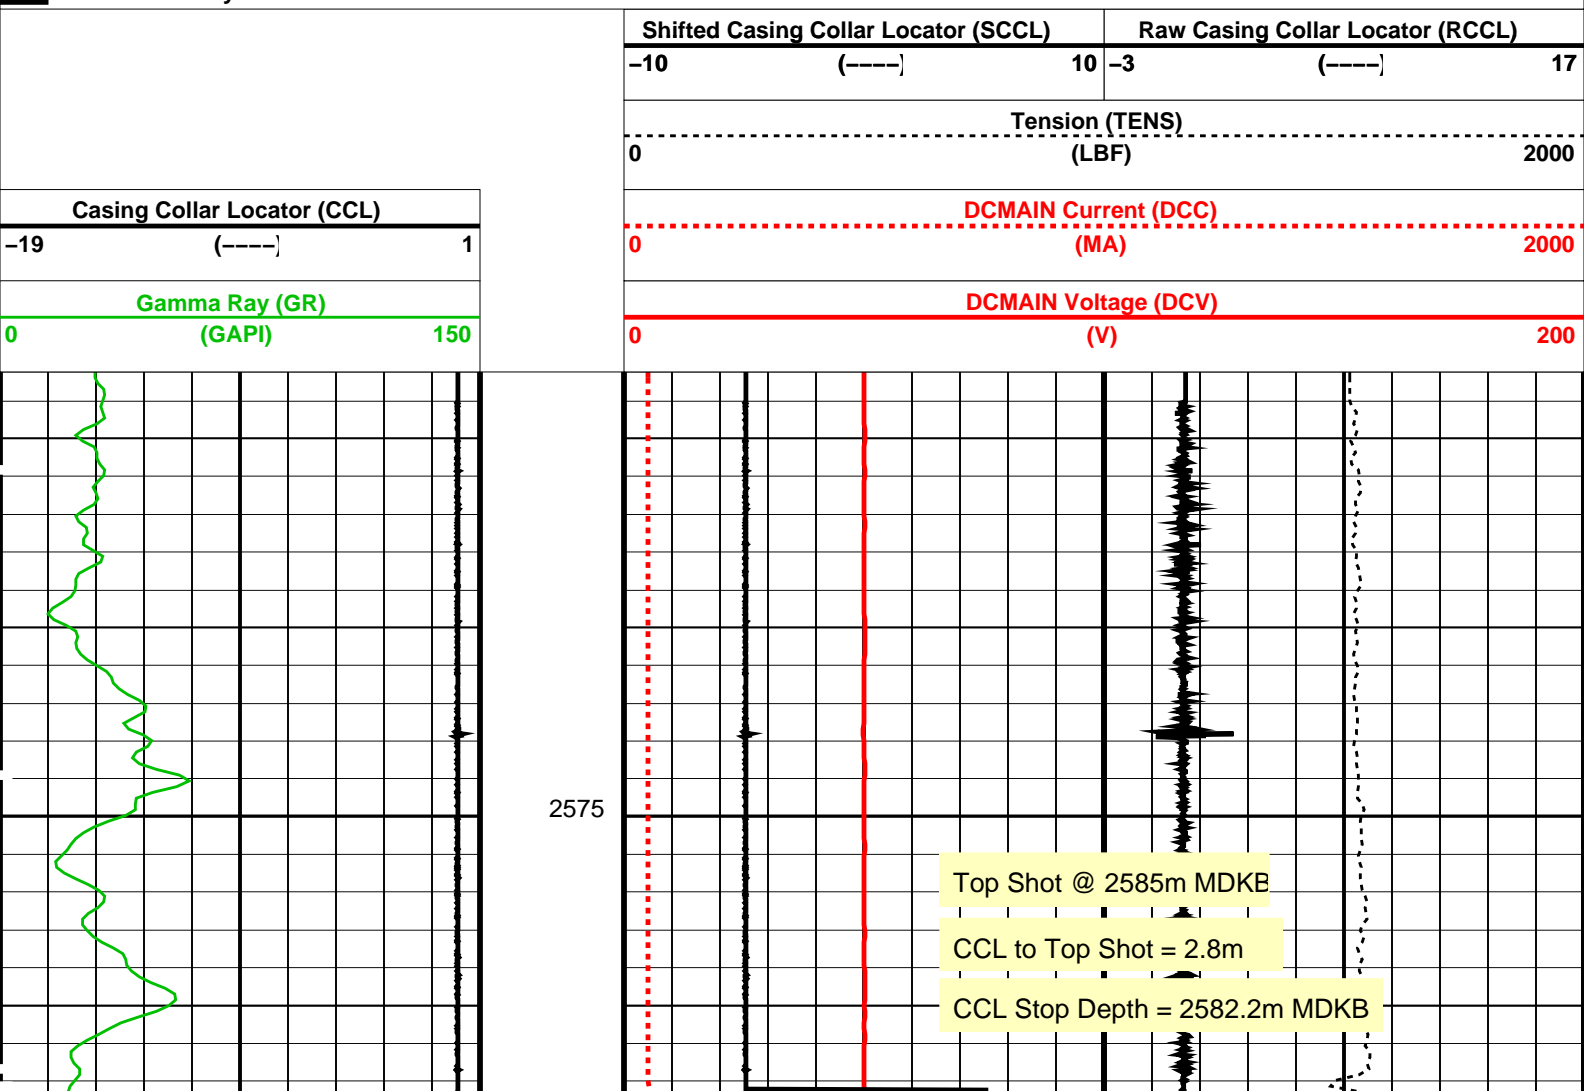 Shifted Casing Collar Locator (SCCL) Raw Casing Collar Locator (RCCL)
−10 (−−−−) 10 −3 (−−−−) 17
Tension (TENS)
0 (LBF) 2000
Casing Collar Locator (CCL) DCMAIN Current (DCC)
−19 (−−−−) 1 0 (MA) 2000
Gamma Ray (GR) DCMAIN Voltage (DCV)
0 (GAPI) 150 0 (V) 200
2575
Top Shot @ 2585m MDKB
CCL to Top Shot = 2.8m
CCL Stop Depth = 2582.2m MDKB